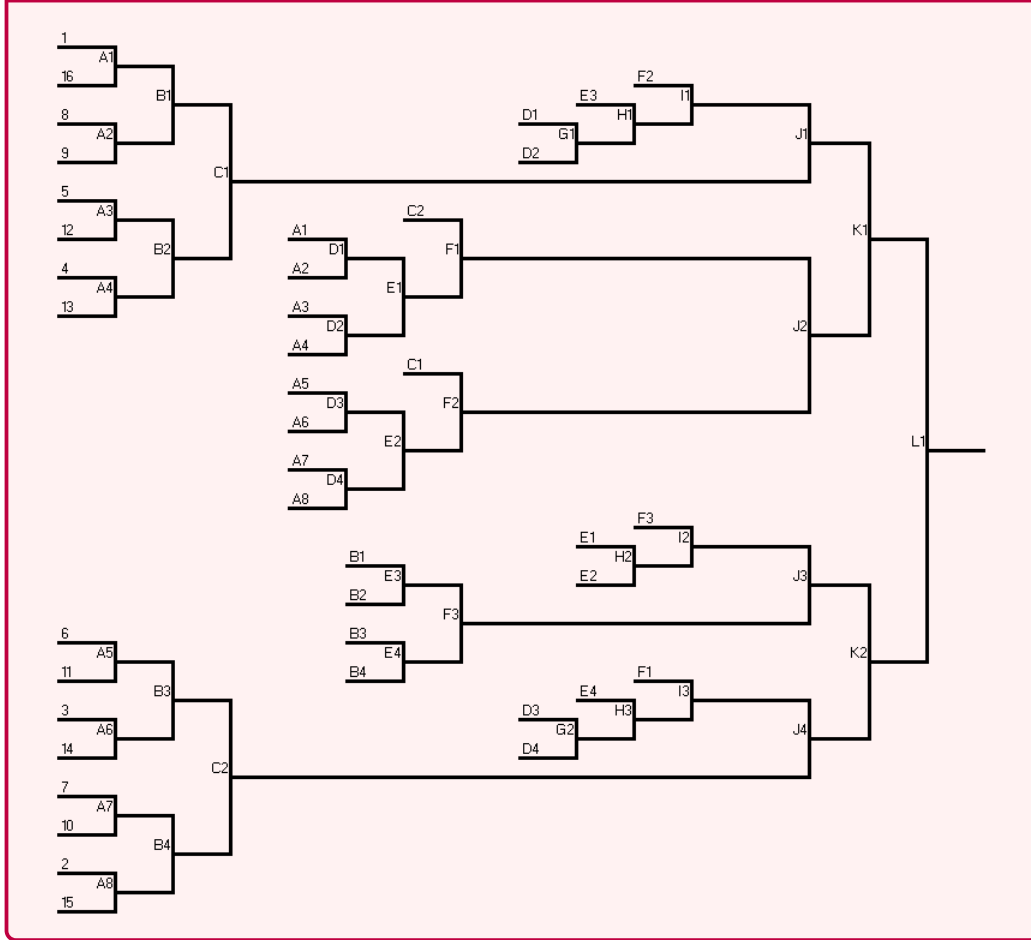 1
A1
16
B1
8
A2
9
C1
5
A3
12
B2
4
A4
13
F2
I1
E3
H1
D1
G1
D2
J1
C2
F1
A1
D1
A2
E1
A3
D2
A4
K1
J2
C1
F2
A5
D3
A6
E2
A7
D4
A8
L1
F3
I2
E1
H2
E2
J3
B1
E3
B2
F3
B3
E4
B4
K2
6
A5
11
B3
3
A6
14
C2
7
A7
10
B4
2
A8
15
F1
I3
E4
H3
D3
G2
D4
J4